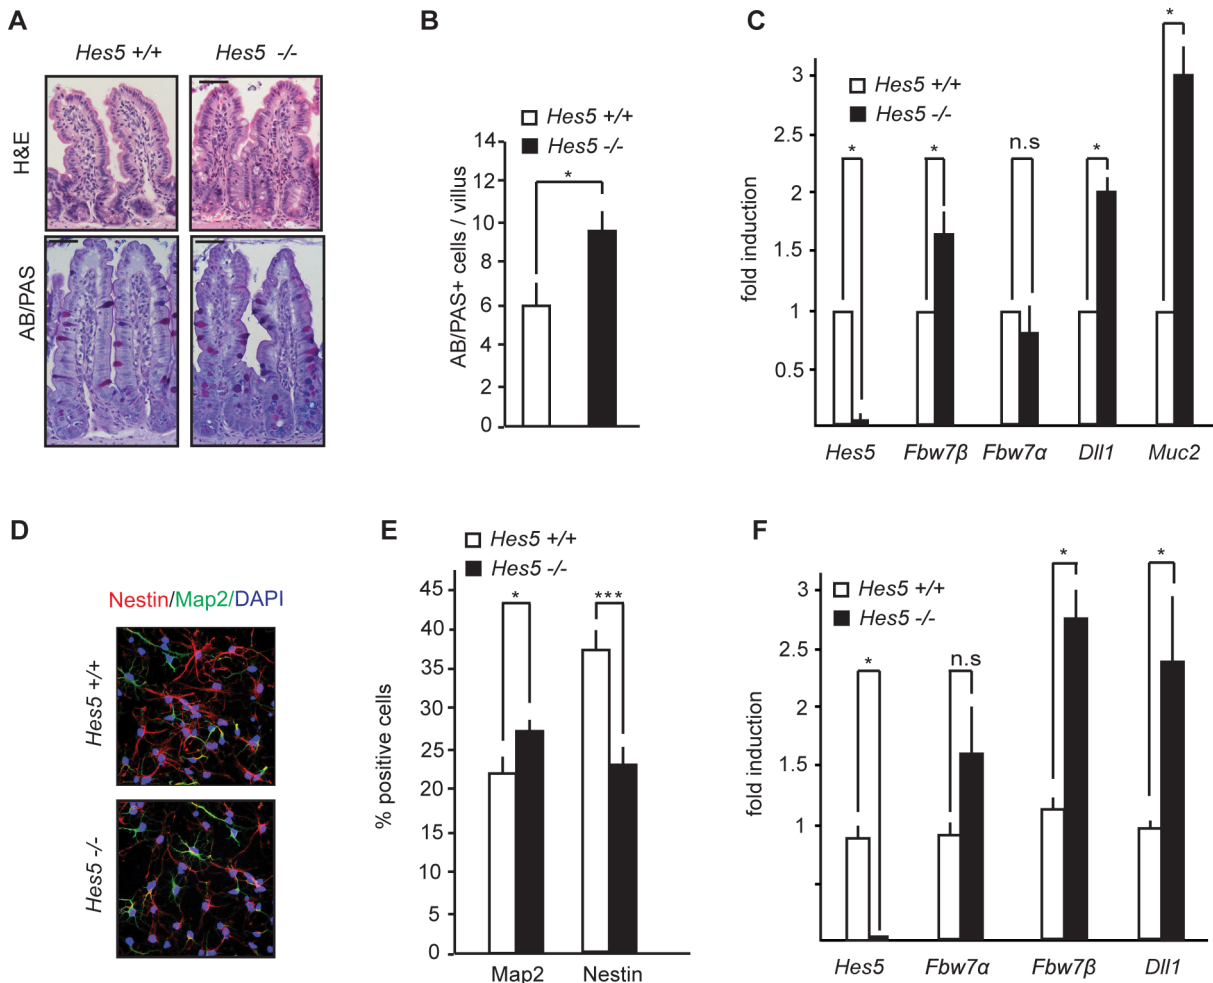 A
Hes5 +/+
Hes5 -/-
H&E
AB/PAS
B
Hes5 +/+
Hes5 -/-
AB/PAS+ cells / villus
14
12
10
8
6
4
2
0
*
C
Hes5 +/+
Hes5 -/-
fold induction
3
2.5
2
1.5
1
0.5
*
*
n.s
*
*
Hes5
Fbw7β
Fbw7α
Dll1
Muc2
D
Nestin/Map2/DAPI
Hes5 +/+
Hes5 -/-
E
Hes5 +/+
Hes5 -/-
% positive cells
45
40
35
30
25
20
45
10
5
0
*
***
Map2
Nestin
F
Hes5 +/+
Hes5 -/-
fold induction
3
2.5
2
1.5
1
*
n.s
*
*
Hes5
Fbw7α
Fbw7β
Dll1